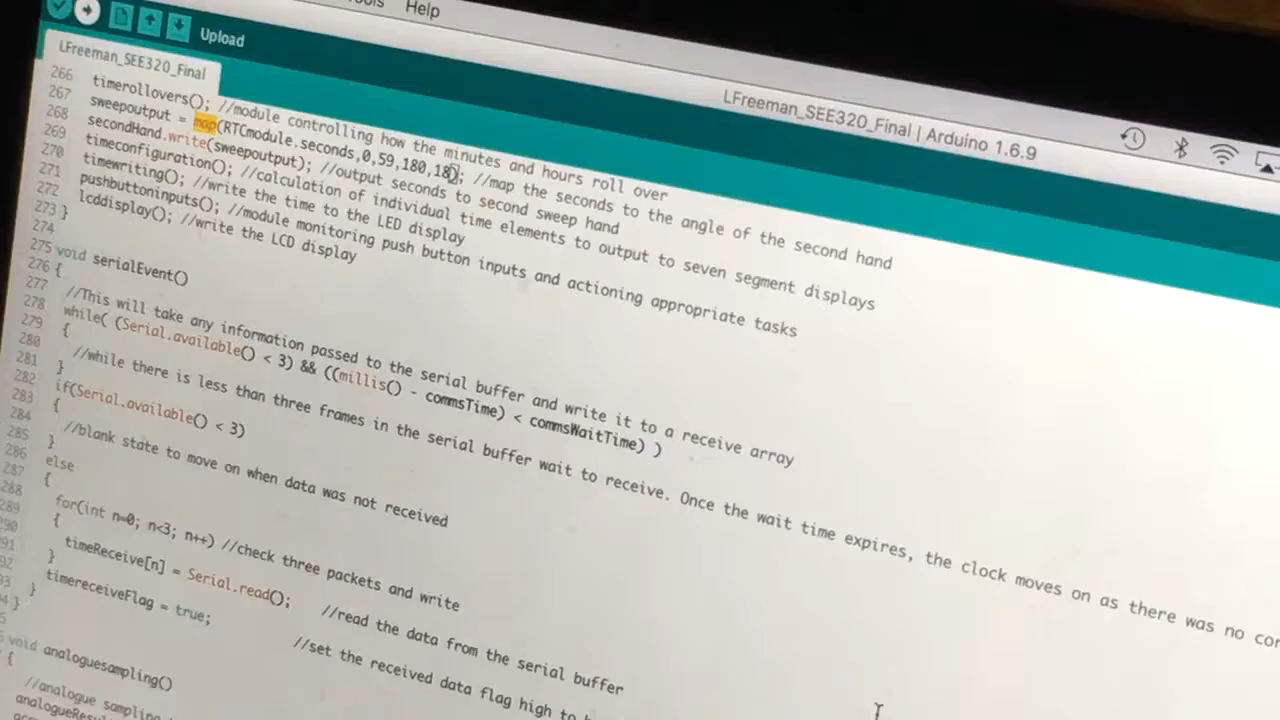 Help
Upload
LFreeman_SEE320_Final | Arduino 1.6.9
LFreeman_SEE320_Final
266 timerollovers(); //module controlling how the minutes and hours roll over
267 sweepoutput = map(RTCmodule.seconds,0,59,180,18); //map the seconds to the angle of the second hand
268 secondHand.write(sweepoutput); //output seconds to second sweep hand
269 timeconfiguration(); //calculation of individual time elements to output to seven segment displays
270 timewriting(); //write the time to the LED display
271 pushbuttoninputs(); //module monitoring push button inputs and actioning appropriate tasks
272 lcddisplay(); //write the LCD display
273 }
274
275 void serialEvent()
276 {
277 //This will take any information passed to the serial buffer and write it to a receive array
278 while( (Serial.available() < 3) && ((millis() - commsTime) < commsWaitTime) )
279 {
280 //while there is less than three frames in the serial buffer wait to receive. Once the wait time expires, the clock moves on as there was no
281 }
282 if(Serial.available() < 3)
283 {
284 //blank state to move on when data was not received
285 }
286 else
287 {
288 for(int n=0; n<3; n++) //check three packets and write
289 {
90 timeReceive[n] = Serial.read(); //read the data from the serial buffer
91 }
92 timereceiveFlag = true; //set the received data flag high to
93 }
4 }
5
void analoguesampling()
{
//analogue sampling